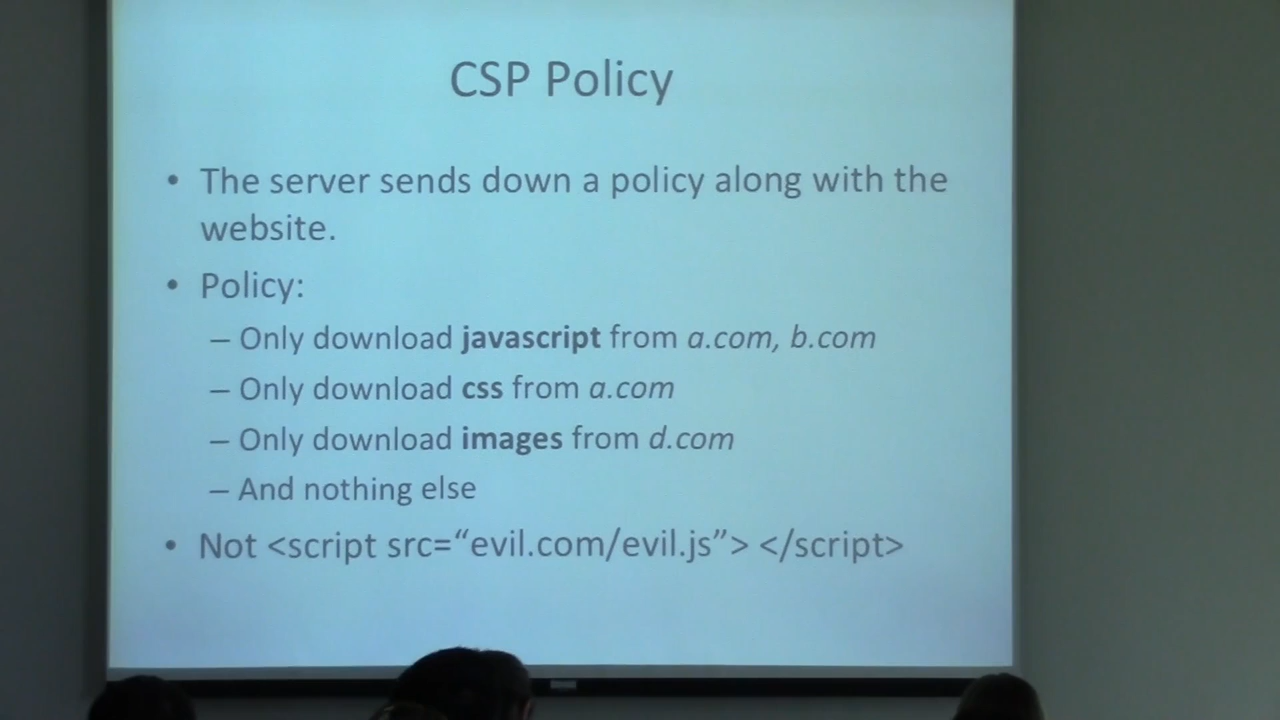 CSP Policy
• The server sends down a policy along with the
website.
• Policy:
– Only download javascript from a.com, b.com
– Only download css from a.com
– Only download images from d.com
– And nothing else
• Not <script src=“evil.com/evil.js”> </script>